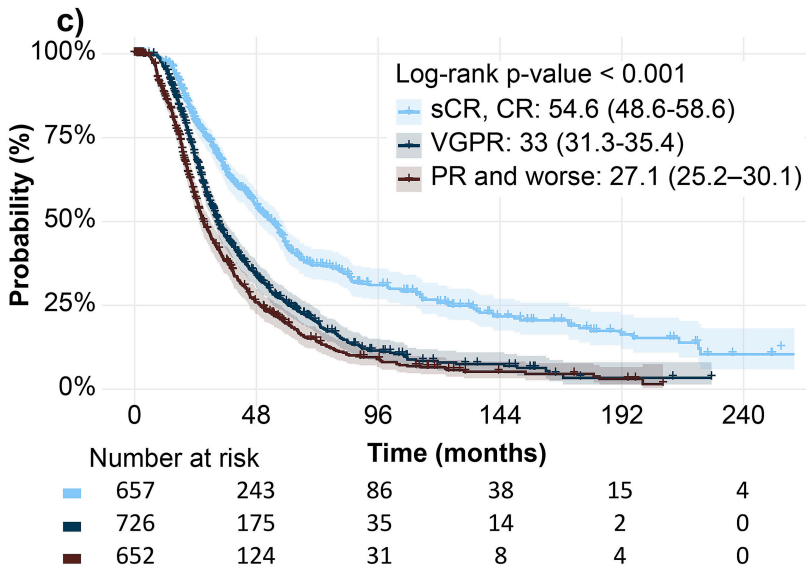 c)
Probability (%)
100%
75%
50%
25%
0%
Log-rank p-value < 0.001
sCR, CR: 54.6 (48.6-58.6)
VGPR: 33 (31.3-35.4)
PR and worse: 27.1 (25.2–30.1)
0 48 96 144 192 240
Time (months)
Number at risk
657 243 86 38 15 4
726 175 35 14 2 0
652 124 31 8 4 0